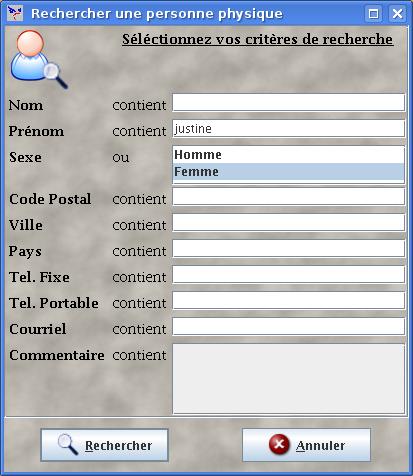 Rechercher une personne physique
Séléctionnez vos critères de recherche
Nom contient
Prénom contient justine
Sexe ou Homme
Femme
Code Postal contient
Ville contient
Pays contient
Tel. Fixe contient
Tel. Portable contient
Courriel contient
Commentaire contient
Rechercher Annuler